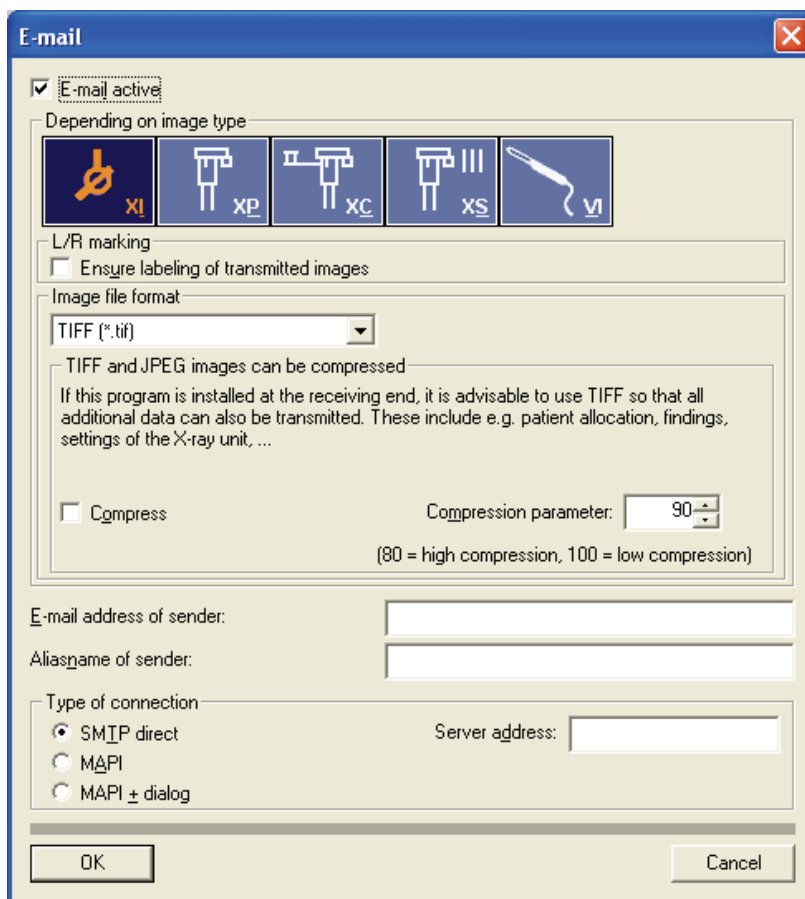 E-mail
E-mail active
Depending on image type
XI XP XC XS VI
L/R marking
Ensure labeling of transmitted images
Image file format
TIFF (*.tif)
TIFF and JPEG images can be compressed
If this program is installed at the receiving end, it is advisable to use TIFF so that all
additional data can also be transmitted. These include e.g. patient allocation, findings,
settings of the X-ray unit, ...
Compress Compression parameter: 90
(80 = high compression, 100 = low compression)
E-mail address of sender:
Aliasname of sender:
Type of connection
SMTP direct Server address:
MAPI
MAPI + dialog
OK Cancel